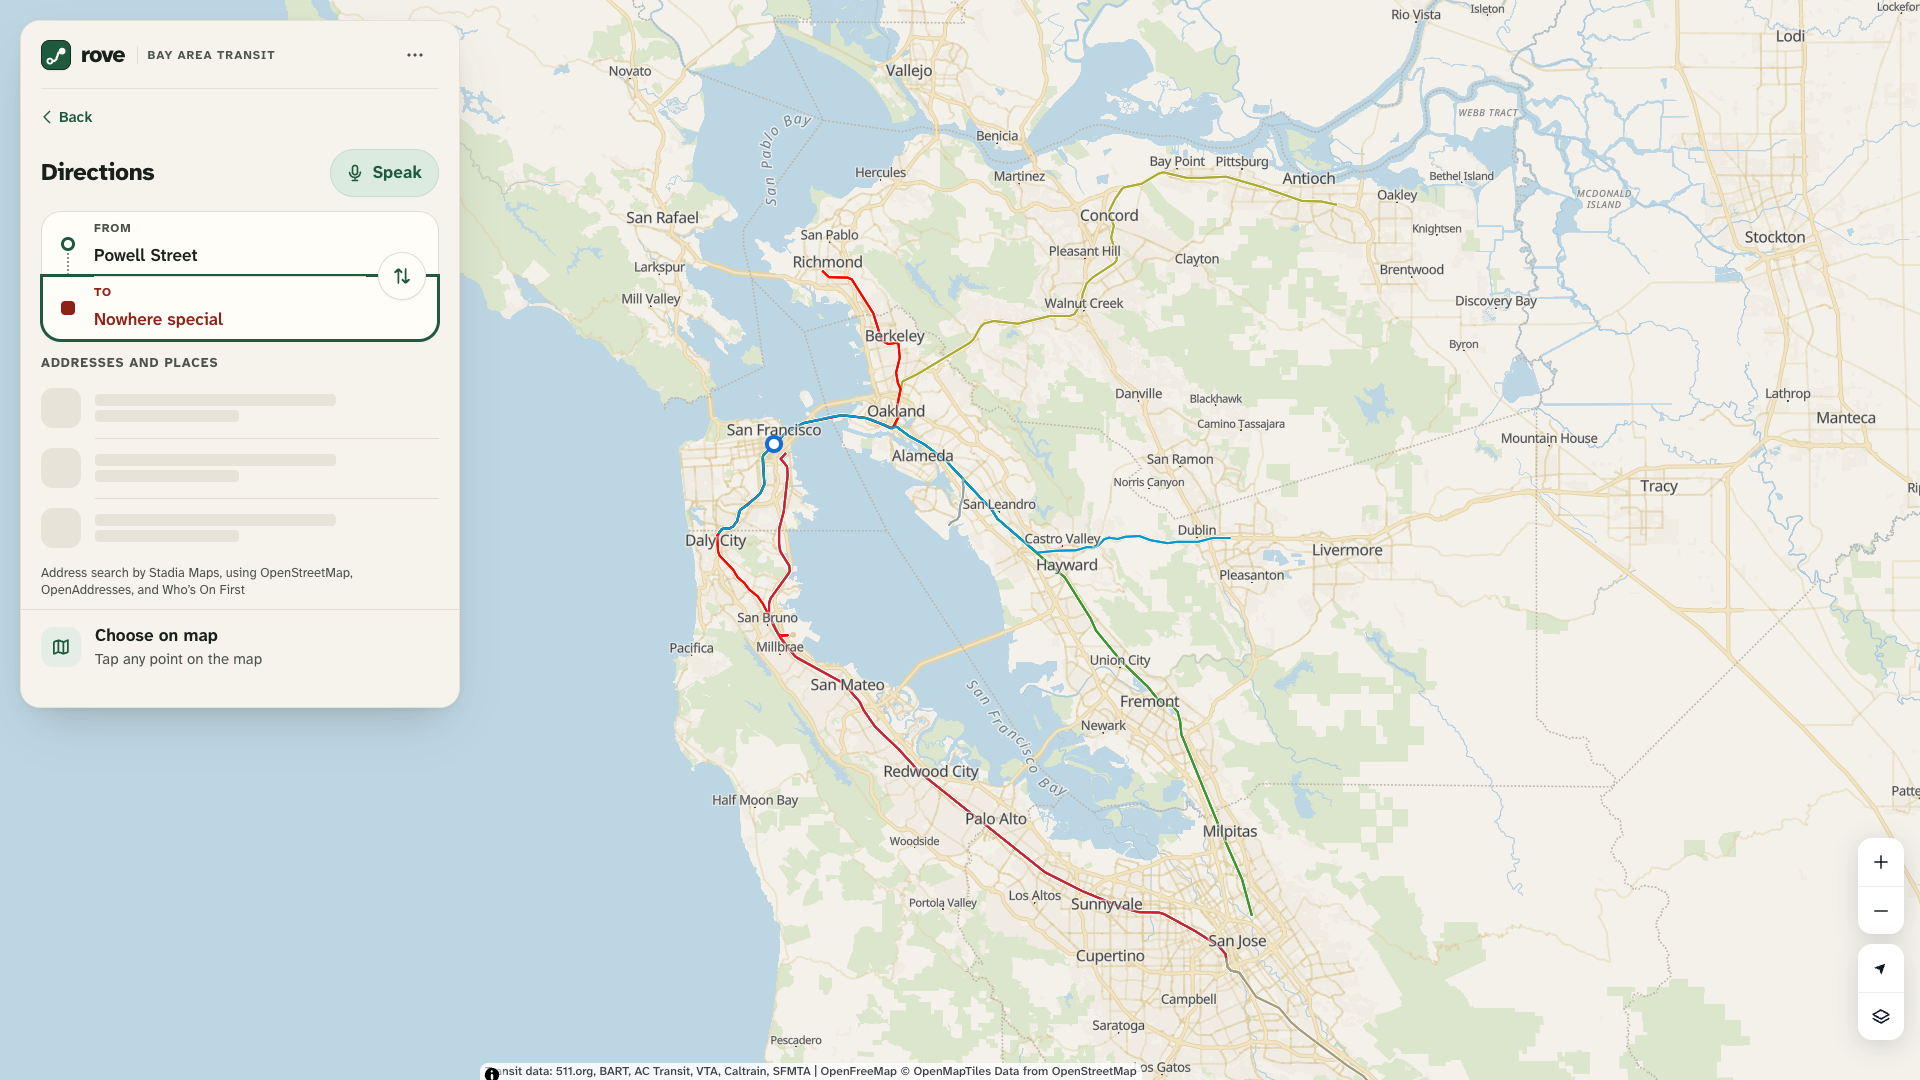 rove
BAY AREA TRANSIT
Back
Directions
Speak
FROM
Powell Street
TO
Nowhere special
ADDRESSES AND PLACES
Address search by Stadia Maps, using OpenStreetMap,
OpenAddresses, and Who's On First
Choose on map
Tap any point on the map
Rio Vista
Isleton
Lockefor
Lodi
Novato
Vallejo
San Pablo Bay
Benicia
WEBB TRACT
Hercules
Martinez
Bay Point
Pittsburg
Antioch
Bethel Island
Oakley
MCDONALD
ISLAND
San Rafael
Concord
San Pablo
Knightsen
Stockton
Larkspur
Richmond
Pleasant Hill
Clayton
Brentwood
Mill Valley
Walnut Creek
Discovery Bay
Berkeley
Byron
Danville
Blackhawk
Lathrop
Manteca
San Francisco
Oakland
Camino Tassajara
Mountain House
Alameda
San Ramon
Norris Canyon
Tracy
Rip
San Leandro
Daly City
Castro Valley
Dublin
Livermore
Hayward
Pleasanton
San Bruno
Pacifica
Millbrae
Union City
San Mateo
Fremont
Newark
San Francisco Bay
Redwood City
Half Moon Bay
Palo Alto
Patte
Woodside
Milpitas
Los Altos
Portola Valley
Sunnyvale
San Jose
Cupertino
Campbell
Saratoga
Pescadero
os Gatos
nsit data: 511.org, BART, AC Transit, VTA, Caltrain, SFMTA | OpenFreeMap © OpenMapTiles Data from OpenStreetMap